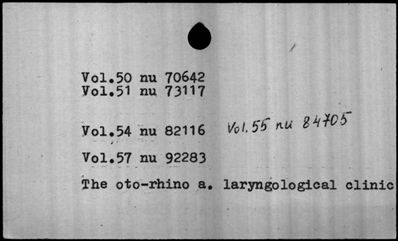 Vol.50 nu 70642
Vol.51 nu 73117
Vol.54 nu 82116
Vol.55 nu 84705
Vol.57 nu 92283
The oto-rhino a. laryngological clinic